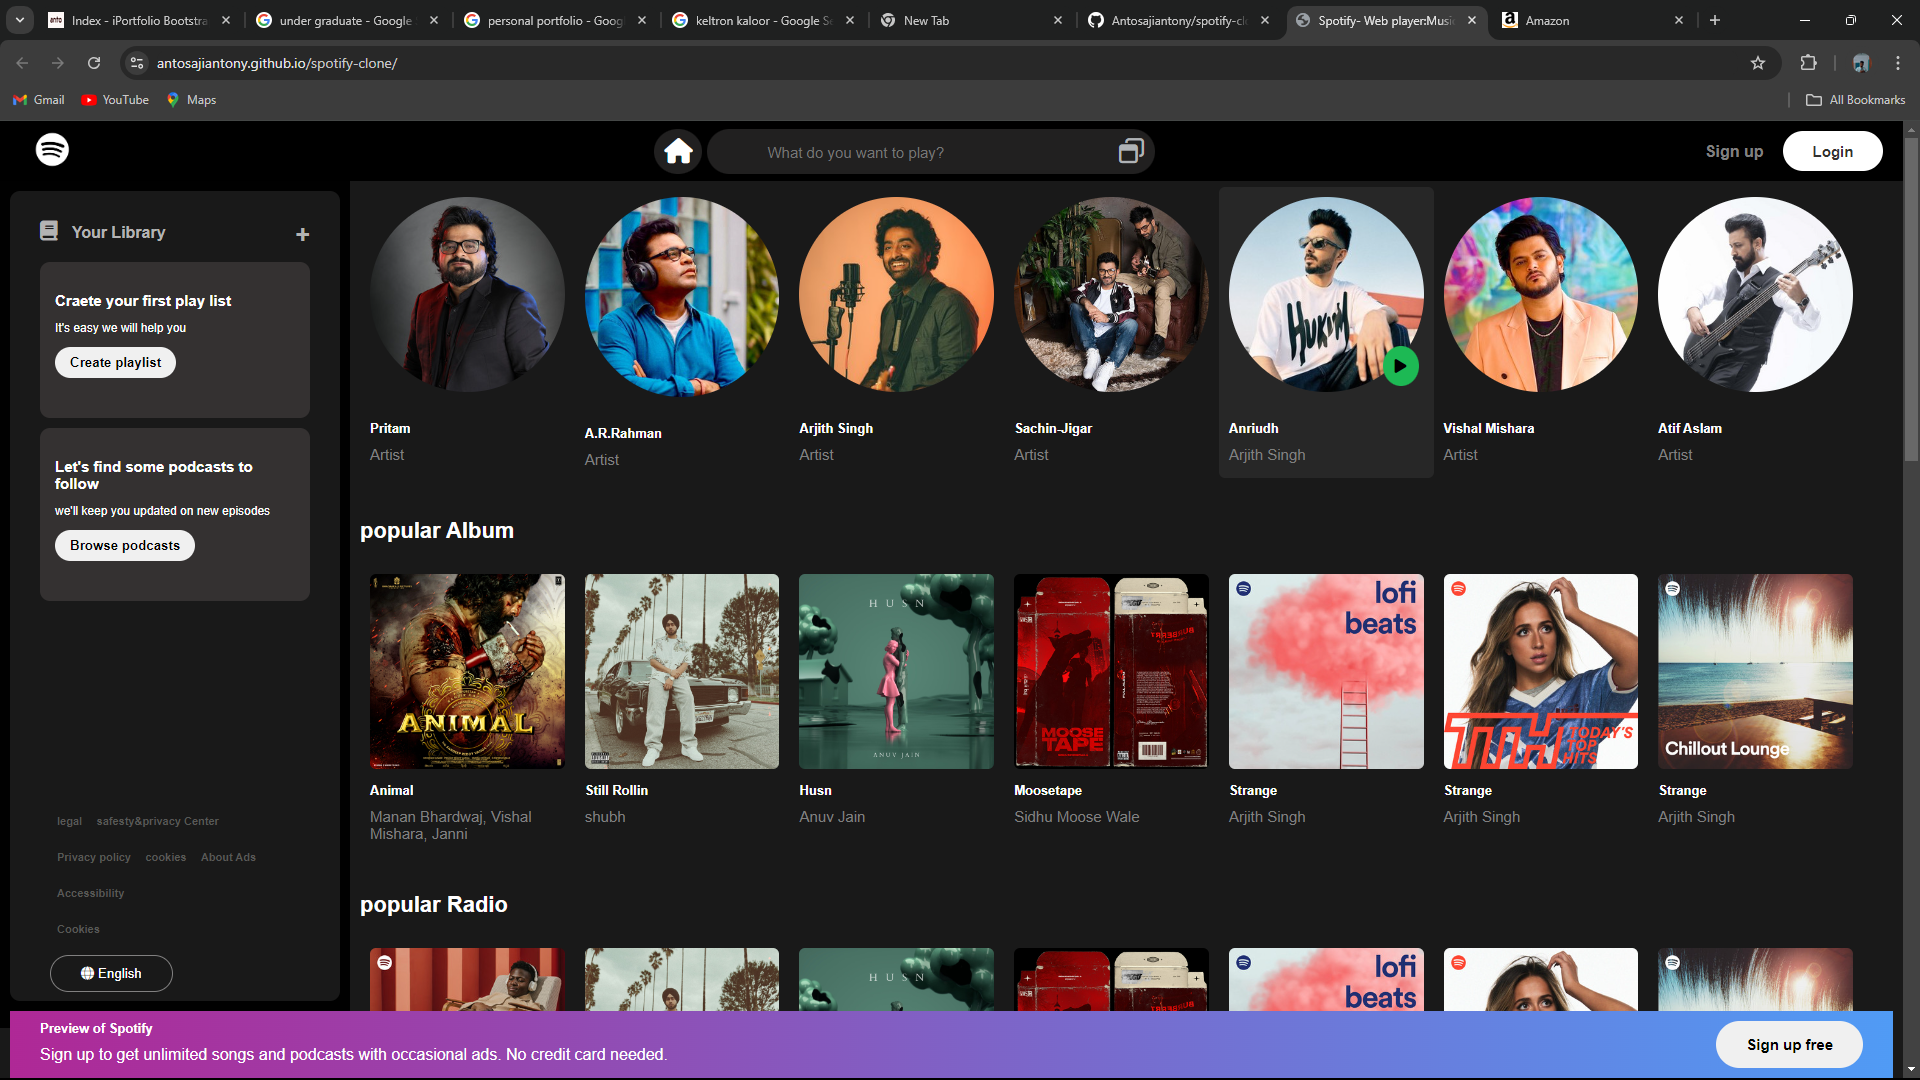 Index - iPortfolio Bootstra
under graduate - Google
personal portfolio - Goog
keltron kaloor - Google Se
New Tab
Antosajiantony/spotify-cl
Spotify- Web player:Musi
Amazon
antosajiantony.github.io/spotify-clone/
Gmail
YouTube
Maps
All Bookmarks
What do you want to play?
Sign up
Login
Your Library
Craete your first play list
It's easy we will help you
Create playlist
Let's find some podcasts to
follow
we'll keep you updated on new episodes
Browse podcasts
legal safesty&privacy Center
Privacy policy cookies About Ads
Accessibility
Cookies
English
HUKUM
Pritam
Artist
A.R.Rahman
Artist
Arjith Singh
Artist
Sachin-Jigar
Artist
Anriudh
Arjith Singh
Vishal Mishara
Artist
Atif Aslam
Artist
popular Album
ANIMAL
HUSN
ANUV JAIN
MOOSE
TAPE
lofi
beats
TTH
TODAY'S
TOP
HITS
Chillout Lounge
Animal
Manan Bhardwaj, Vishal
Mishara, Janni
Still Rollin
shubh
Husn
Anuv Jain
Moosetape
Sidhu Moose Wale
Strange
Arjith Singh
Strange
Arjith Singh
Strange
Arjith Singh
popular Radio
HUSN
lofi
beats
Preview of Spotify
Sign up to get unlimited songs and podcasts with occasional ads. No credit card needed.
Sign up free